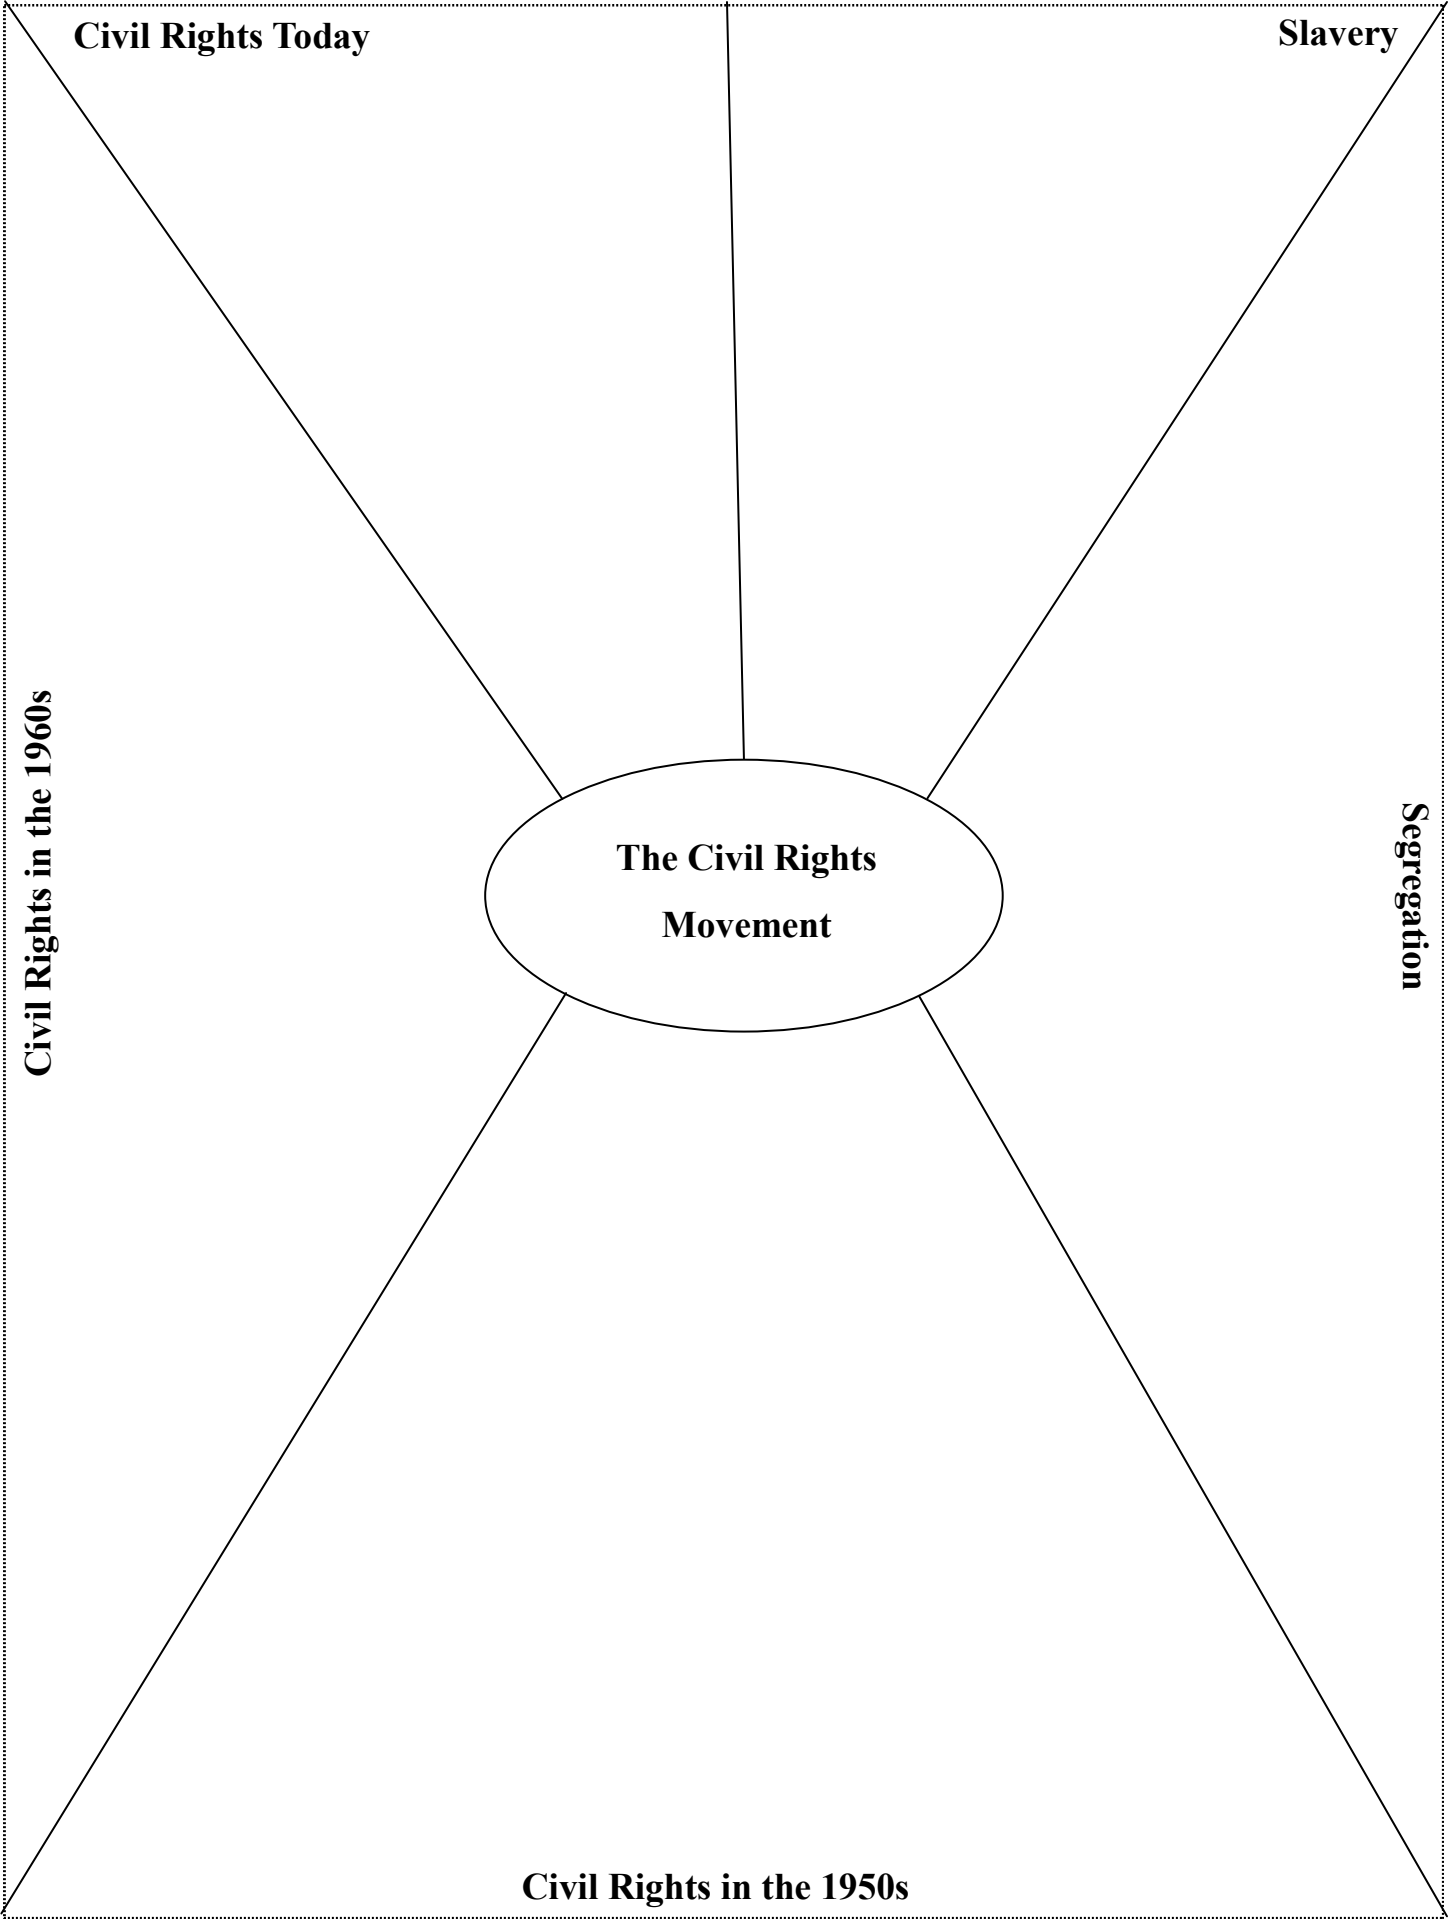 Civil Rights Today
Slavery
Civil Rights in the 1960s
The Civil Rights
Movement
Segregation
Civil Rights in the 1950s